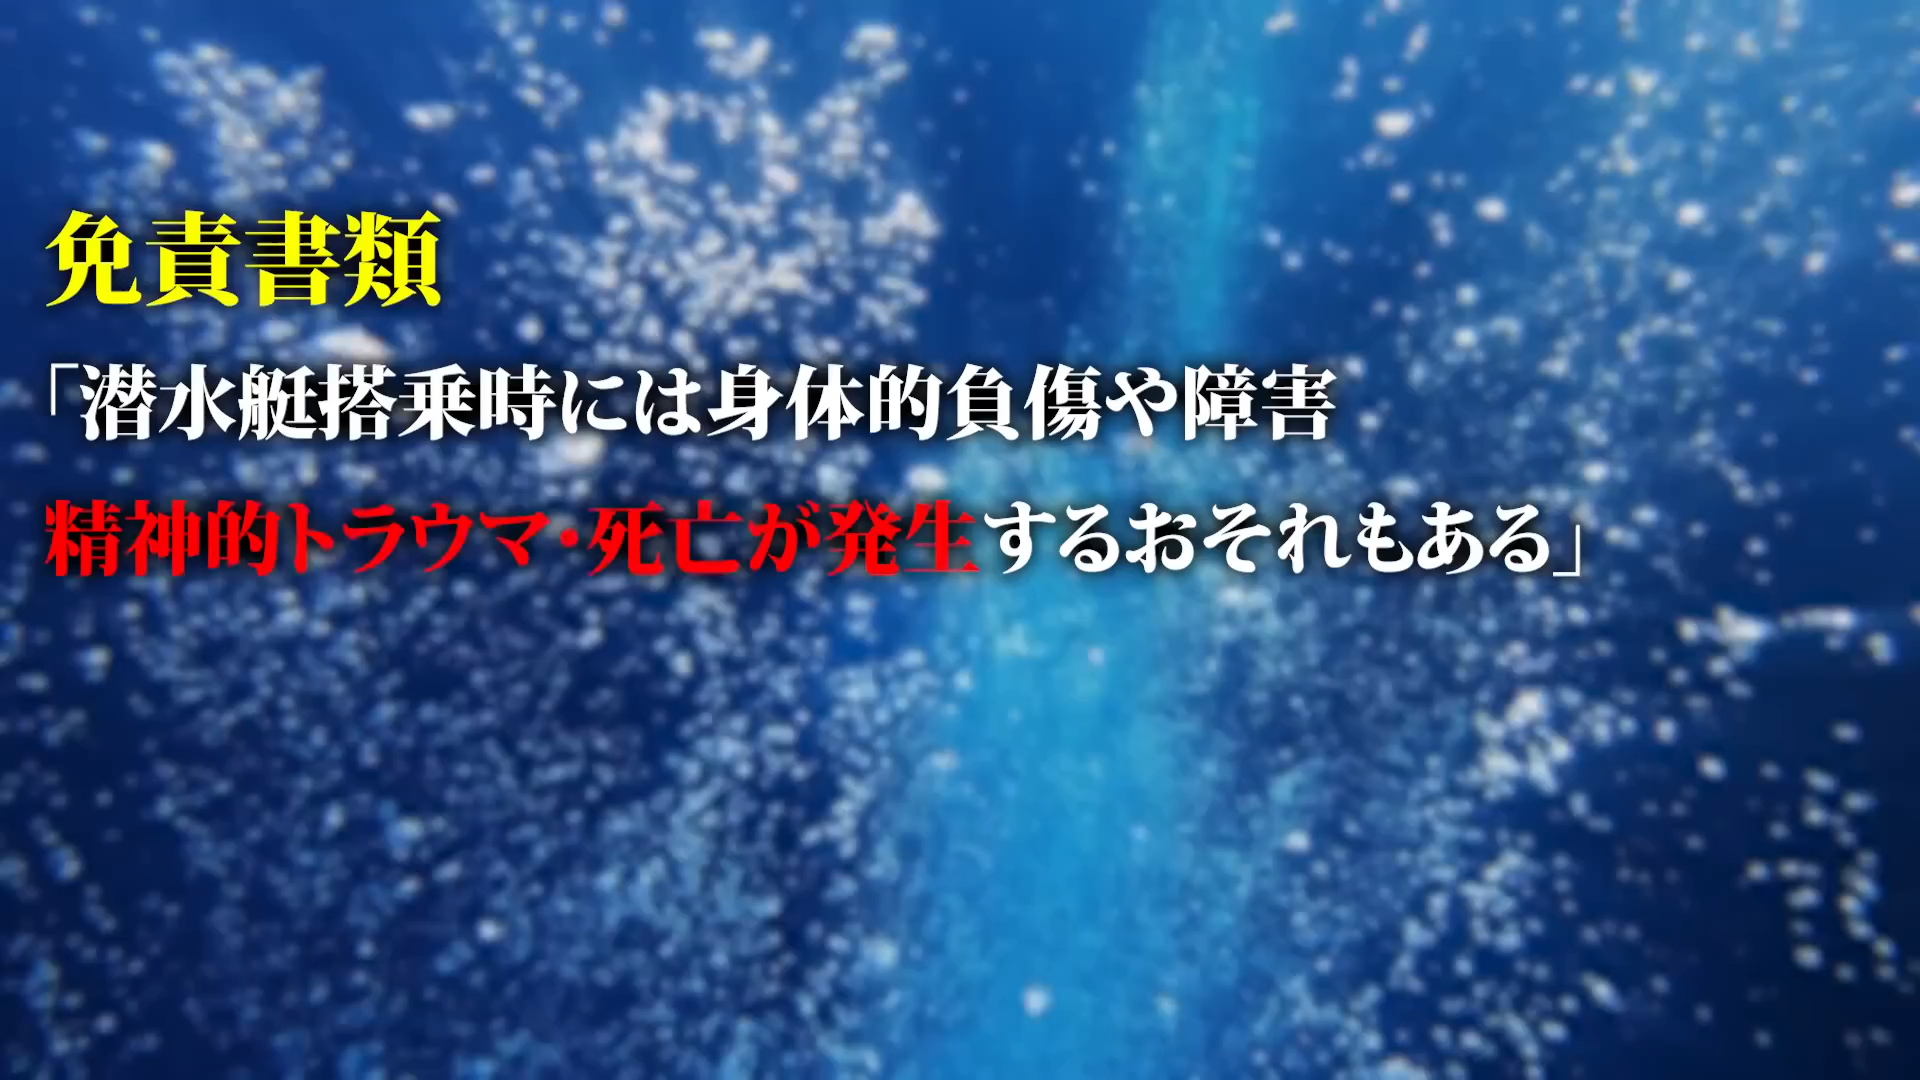 免責書類
「潜水艇搭乗時には身体的負傷や障害
精神的トラウマ・死亡が発生するおそれもある」